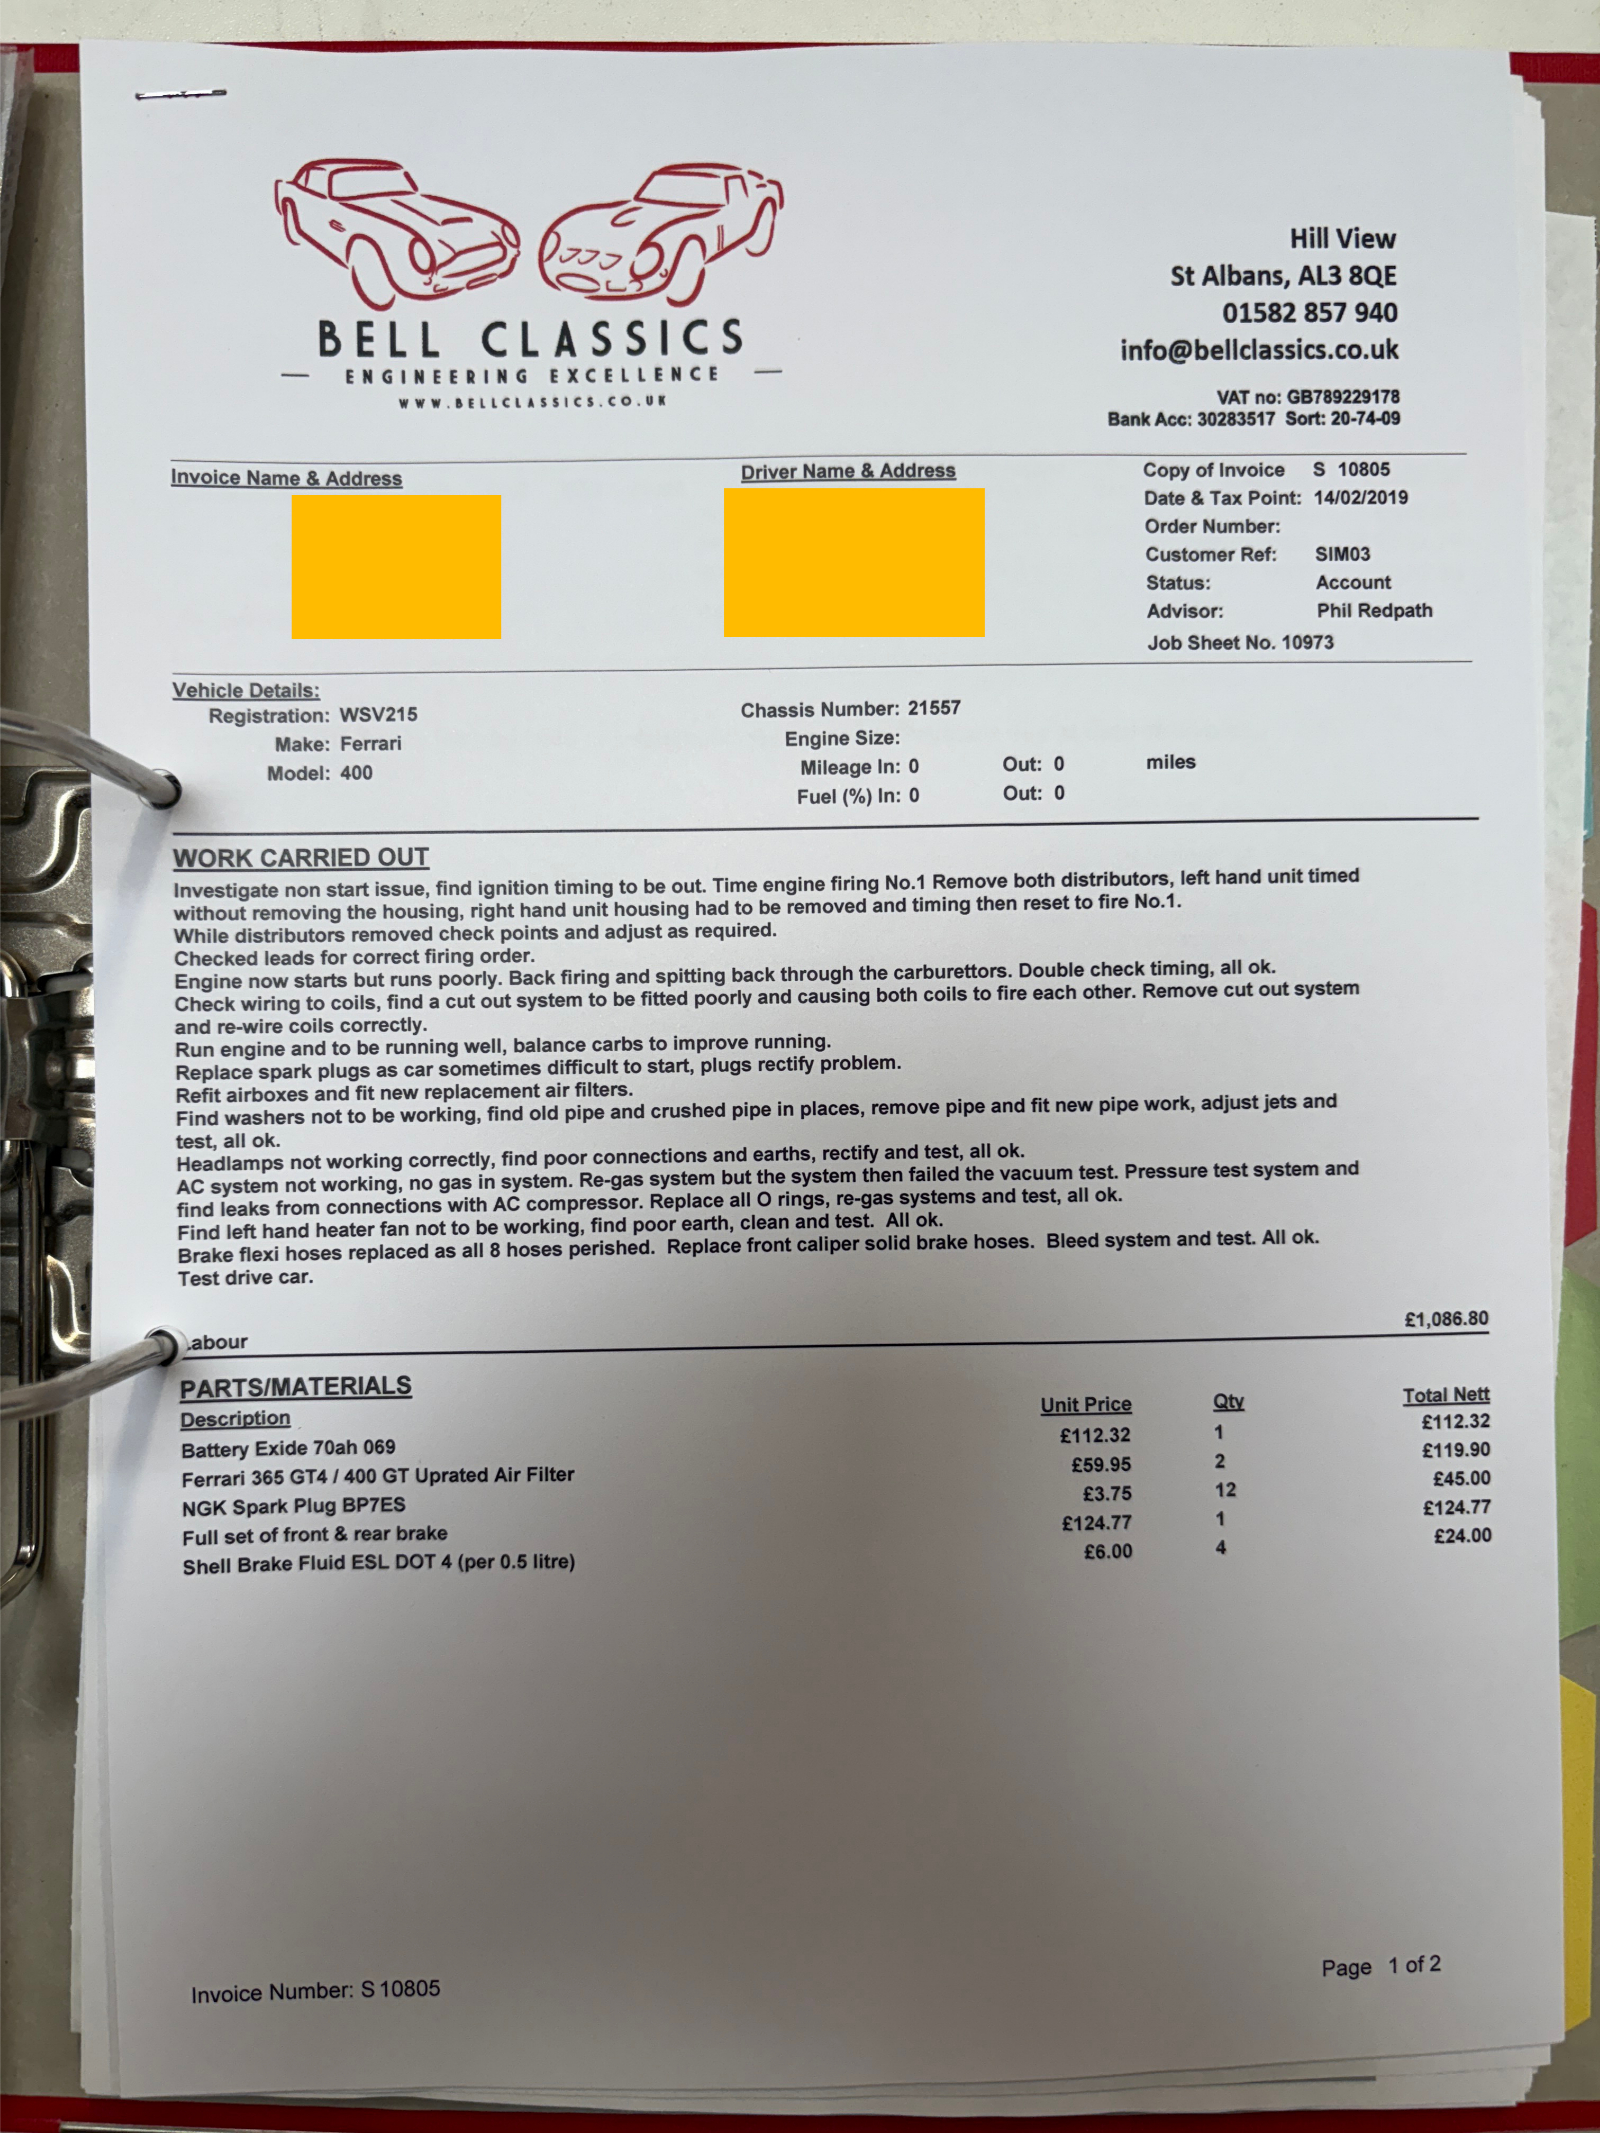 BELL CLASSICS
ENGINEERING EXCELLENCE
WWW.BELLCLASSICS.CO.UK
Hill View
St Albans, AL3 8QE
01582 857 940
info@bellclassics.co.uk
VAT no: GB789229178
Bank Acc: 30283517 Sort: 20-74-09
Invoice Name & Address
Driver Name & Address
Copy of Invoice S 10805
Date & Tax Point: 14/02/2019
Order Number:
Customer Ref: SIM03
Status: Account
Advisor: Phil Redpath
Job Sheet No. 10973
Vehicle Details:
Registration: WSV215
Make: Ferrari
Model: 400
Chassis Number: 21557
Engine Size:
Mileage In: 0 Out: 0 miles
Fuel (%) In: 0 Out: 0
WORK CARRIED OUT
Investigate non start issue, find ignition timing to be out. Time engine firing No.1 Remove both distributors, left hand unit timed
without removing the housing, right hand unit housing had to be removed and timing then reset to fire No.1.
While distributors removed check points and adjust as required.
Checked leads for correct firing order.
Engine now starts but runs poorly. Back firing and spitting back through the carburettors. Double check timing, all ok.
Check wiring to coils, find a cut out system to be fitted poorly and causing both coils to fire each other. Remove cut out system
and re-wire coils correctly.
Run engine and to be running well, balance carbs to improve running.
Replace spark plugs as car sometimes difficult to start, plugs rectify problem.
Refit airboxes and fit new replacement air filters.
Find washers not to be working, find old pipe and crushed pipe in places, remove pipe and fit new pipe work, adjust jets and
test, all ok.
Headlamps not working correctly, find poor connections and earths, rectify and test, all ok.
AC system not working, no gas in system. Re-gas system but the system then failed the vacuum test. Pressure test system and
find leaks from connections with AC compressor. Replace all O rings, re-gas systems and test, all ok.
Find left hand heater fan not to be working, find poor earth, clean and test. All ok.
Brake flexi hoses replaced as all 8 hoses perished. Replace front caliper solid brake hoses. Bleed system and test. All ok.
Test drive car.
abour £1,086.80
PARTS/MATERIALS
Description Unit Price Qty Total Nett
Battery Exide 70ah 069 £112.32 1 £112.32
Ferrari 365 GT4 / 400 GT Uprated Air Filter £59.95 2 £119.90
NGK Spark Plug BP7ES £3.75 12 £45.00
Full set of front & rear brake £124.77 1 £124.77
Shell Brake Fluid ESL DOT 4 (per 0.5 litre) £6.00 4 £24.00
Invoice Number: S 10805
Page 1 of 2